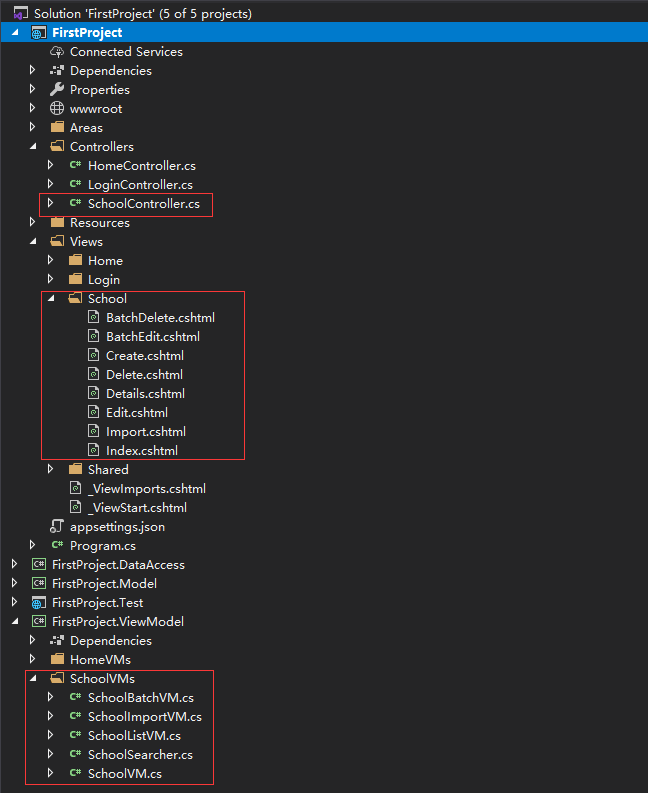 Solution 'FirstProject' (5 of 5 projects)
FirstProject
Connected Services
Dependencies
Properties
wwwroot
Areas
Controllers
C# HomeController.cs
C# LoginController.cs
C# SchoolController.cs
Resources
Views
Home
Login
School
BatchDelete.cshtml
BatchEdit.cshtml
Create.cshtml
Delete.cshtml
Details.cshtml
Edit.cshtml
Import.cshtml
Index.cshtml
Shared
_ViewImports.cshtml
_ViewStart.cshtml
appsettings.json
C# Program.cs
C# FirstProject.DataAccess
C# FirstProject.Model
FirstProject.Test
C# FirstProject.ViewModel
Dependencies
HomeVMs
SchoolVMs
C# SchoolBatchVM.cs
C# SchoolImportVM.cs
C# SchoolListVM.cs
C# SchoolSearcher.cs
C# SchoolVM.cs